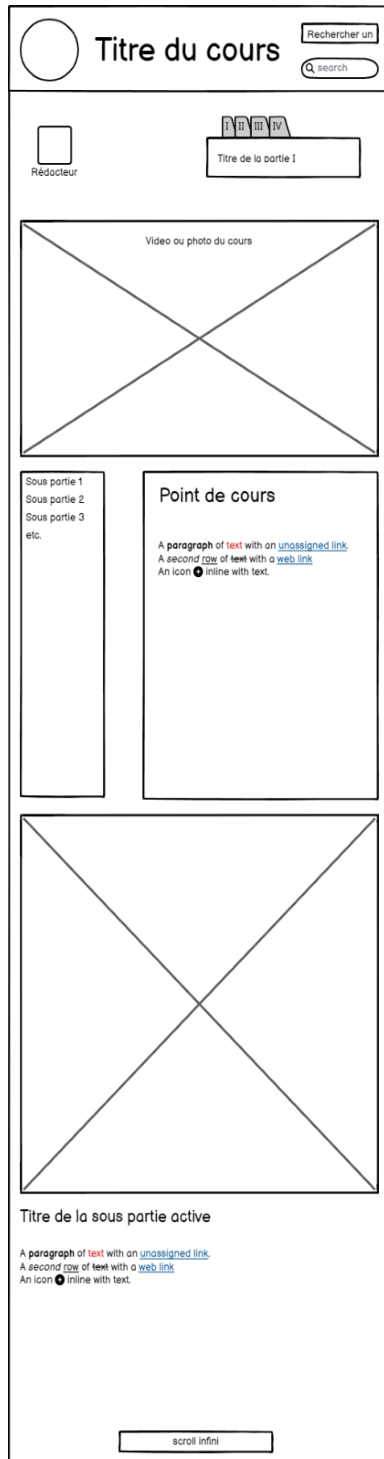 Titre du cours
Rechercher un
search
I II III IV
Titre de la partie I
Rédacteur
Video ou photo du cours
Sous partie 1
Sous partie 2
Sous partie 3
etc.
Point de cours
A paragraph of text with an unassigned link.
A second row of text with a web link
An icon inline with text.
Titre de la sous partie active
A paragraph of text with an unassigned link.
A second row of text with a web link
An icon inline with text.
scroll infini